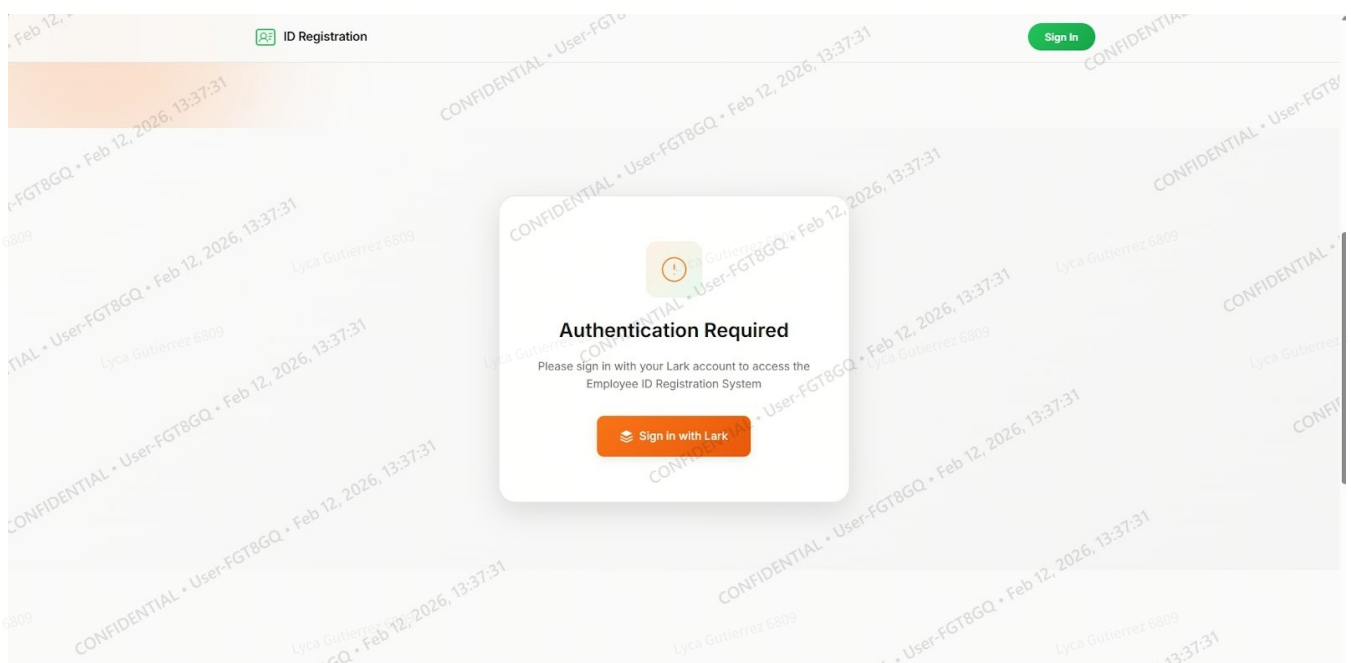 ID Registration
Sign In
Authentication Required
Please sign in with your Lark account to access the
Employee ID Registration System
Sign in with Lark
CONFIDENTIAL • User-FGT8GQ • Feb 12, 2026, 13:37:31
Lyca Gutierrez 6809